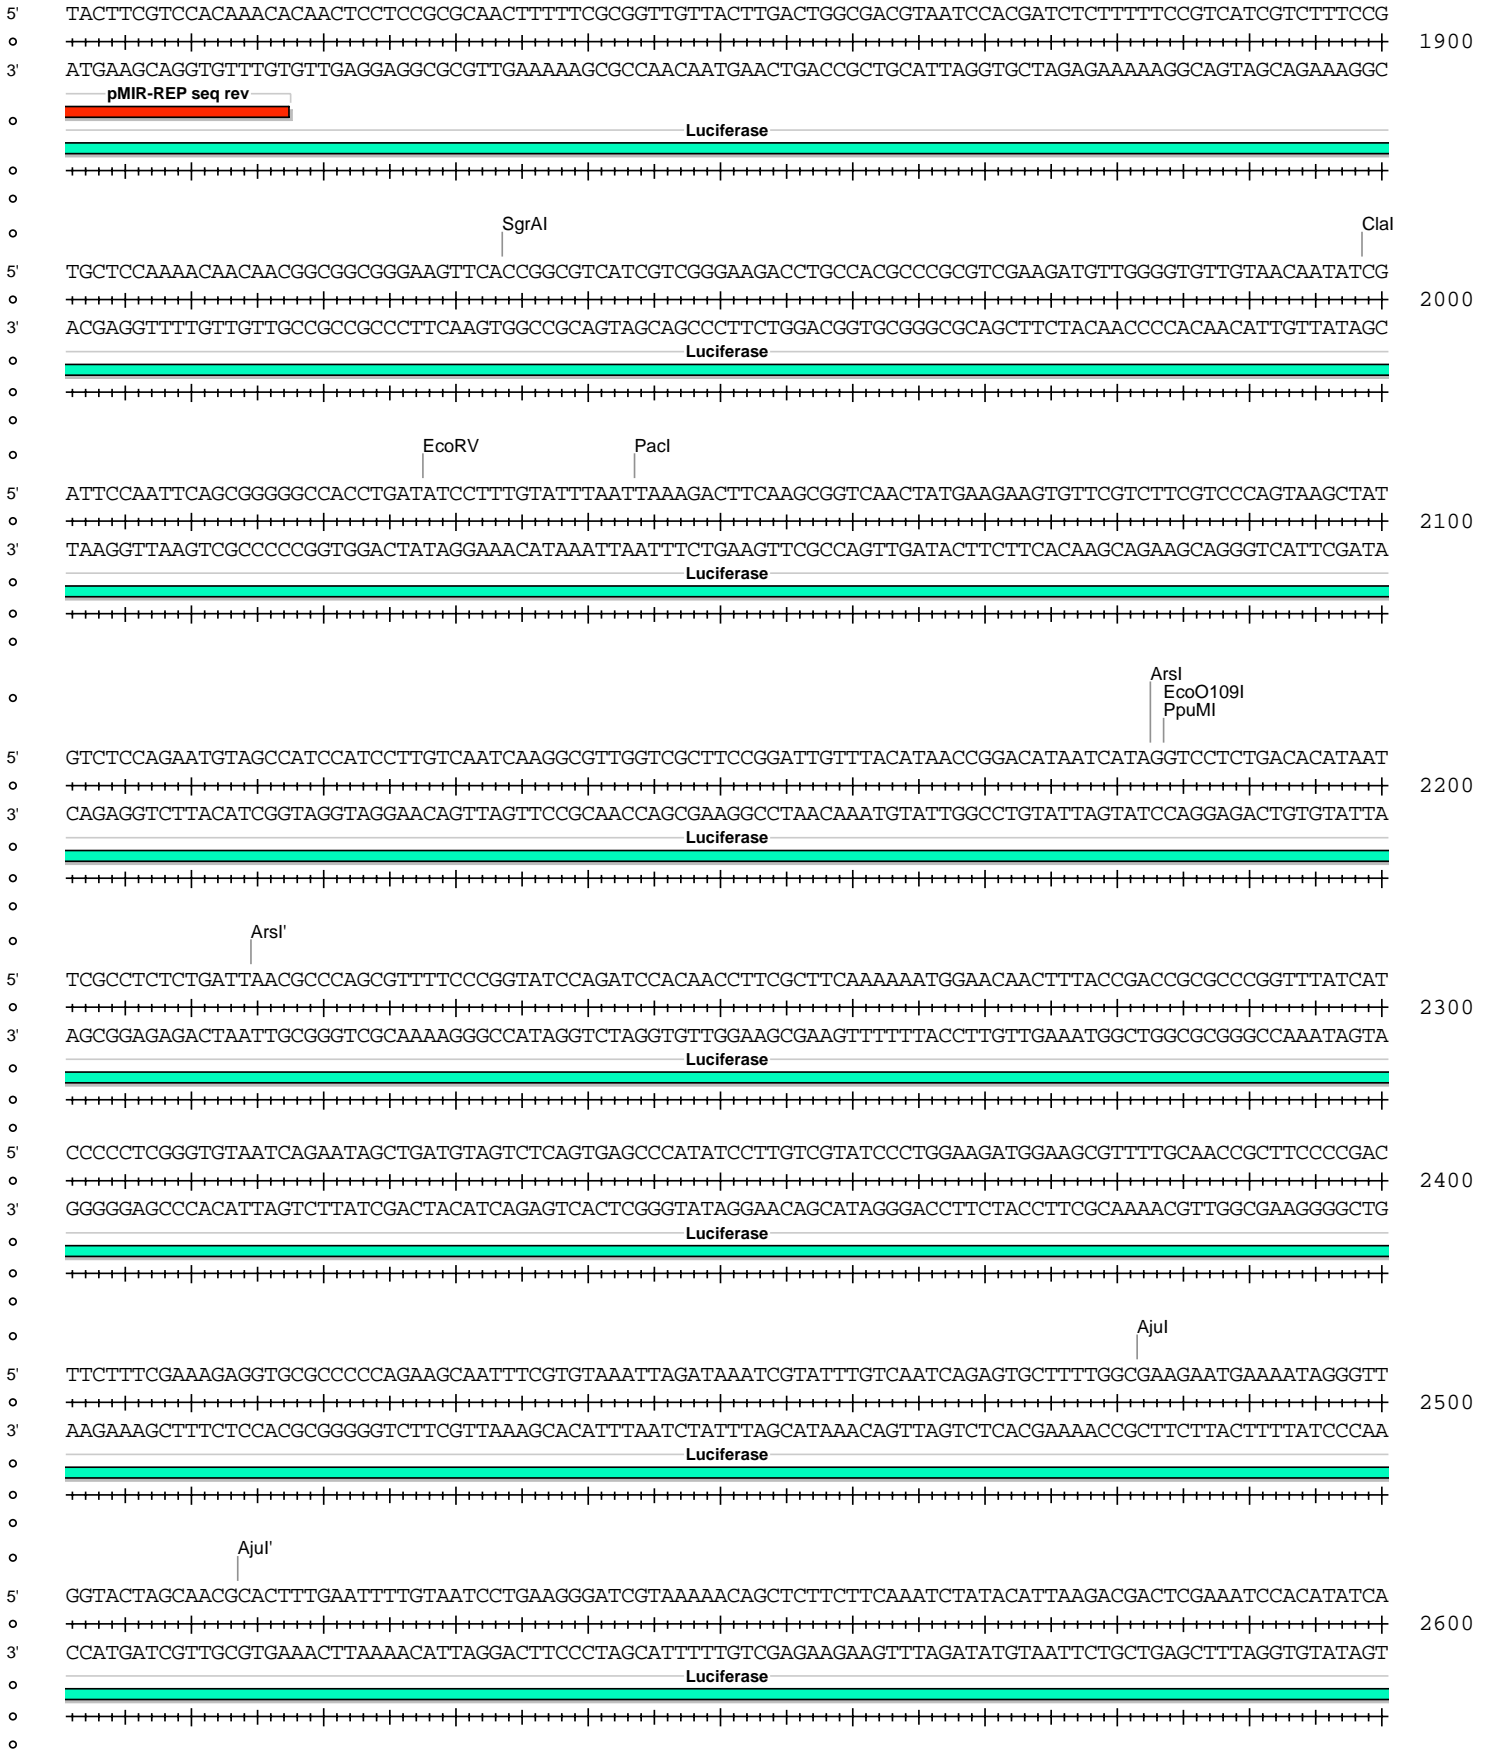 5' TACTTCGTCCACAAACACAACTCCTCCGCGCAACTTTTTCGCGGTTGTTACTTGACTGGCGACGTAATCCACGATCTCTTTTTCCGTCATCGTCTTTCCG
1900
3' ATGAAGCAGGTGTTTGTGTTGAGGAGGCGCGTTGAAAAAGCGCCAACAATGAACTGACCGCTGCATTAGGTGCTAGAGAAAAAGGCAGTAGCAGAAAGGC
pMIR-REP seq rev
Luciferase
SgrAI ClaI
5' TGCTCCAAAACAACAACGGCGGCGGGAAGTTCACCGGCGTCATCGTCGGGAAGACCTGCCACGCCCGCGTCGAAGATGTTGGGGTGTTGTAACAATATCG
2000
3' ACGAGGTTTTGTTGTTGCCGCCGCCCTTCAAGTGGCCGCAGTAGCAGCCCTTCTGGACGGTGCGGGCGCAGCTTCTACAACCCCACAACATTGTTATAGC
Luciferase
EcoRV PacI
5' ATTCCAATTCAGCGGGGGCCACCTGATATCCTTTGTATTTAATTAAAGACTTCAAGCGGTCAACTATGAAGAAGTGTTCGTCTTCGTCCCAGTAAGCTAT
2100
3' TAAGGTTAAGTCGCCCCCGGTGGACTATAGGAAACATAAATTAATTTCTGAAGTTCGCCAGTTGATACTTCTTCACAAGCAGAAGCAGGGTCATTCGATA
Luciferase
ArsI
EcoO109I
PpuMI
5' GTCTCCAGAATGTAGCCATCCATCCTTGTCAATCAAGGCGTTGGTCGCTTCCGGATTGTTTACATAACCGGACATAATCATAGGTCCTCTGACACATAAT
2200
3' CAGAGGTCTTACATCGGTAGGTAGGAACAGTTAGTTCCGCAACCAGCGAAGGCCTAACAAATGTATTGGCCTGTATTAGTATCCAGGAGACTGTGTATTA
Luciferase
ArsI'
5' TCGCCTCTCTGATTAACGCCCAGCGTTTTCCCGGTATCCAGATCCACAACCTTCGCTTCAAAAAATGGAACAACTTTACCGACCGCGCCCGGTTTATCAT
2300
3' AGCGGAGAGACTAATTGCGGGTCGCAAAAGGGCCATAGGTCTAGGTGTTGGAAGCGAAGTTTTTTACCTTGTTGAAATGGCTGGCGCGGGCCAAATAGTA
Luciferase
5' CCCCCTCGGGTGTAATCAGAATAGCTGATGTAGTCTCAGTGAGCCCATATCCTTGTCGTATCCCTGGAAGATGGAAGCGTTTTGCAACCGCTTCCCCGAC
2400
3' GGGGGAGCCCACATTAGTCTTATCGACTACATCAGAGTCACTCGGGTATAGGAACAGCATAGGGACCTTCTACCTTCGCAAAACGTTGGCGAAGGGGCTG
Luciferase
AjuI
5' TTCTTTCGAAAGAGGTGCGCCCCCAGAAGCAATTTCGTGTAAATTAGATAAATCGTATTTGTCAATCAGAGTGCTTTTGGCGAAGAATGAAAATAGGGTT
2500
3' AAGAAAGCTTTCTCCACGCGGGGGTCTTCGTTAAAGCACATTTAATCTATTTAGCATAAACAGTTAGTCTCACGAAAACCGCTTCTTACTTTTATCCCAA
Luciferase
AjuI'
5' GGTACTAGCAACGCACTTTGAATTTTGTAATCCTGAAGGGATCGTAAAAACAGCTCTTCTTCAAATCTATACATTAAGACGACTCGAAATCCACATATCA
2600
3' CCATGATCGTTGCGTGAAACTTAAAACATTAGGACTTCCCTAGCATTTTTGTCGAGAAGAAGTTTAGATATGTAATTCTGCTGAGCTTTAGGTGTATAGT
Luciferase